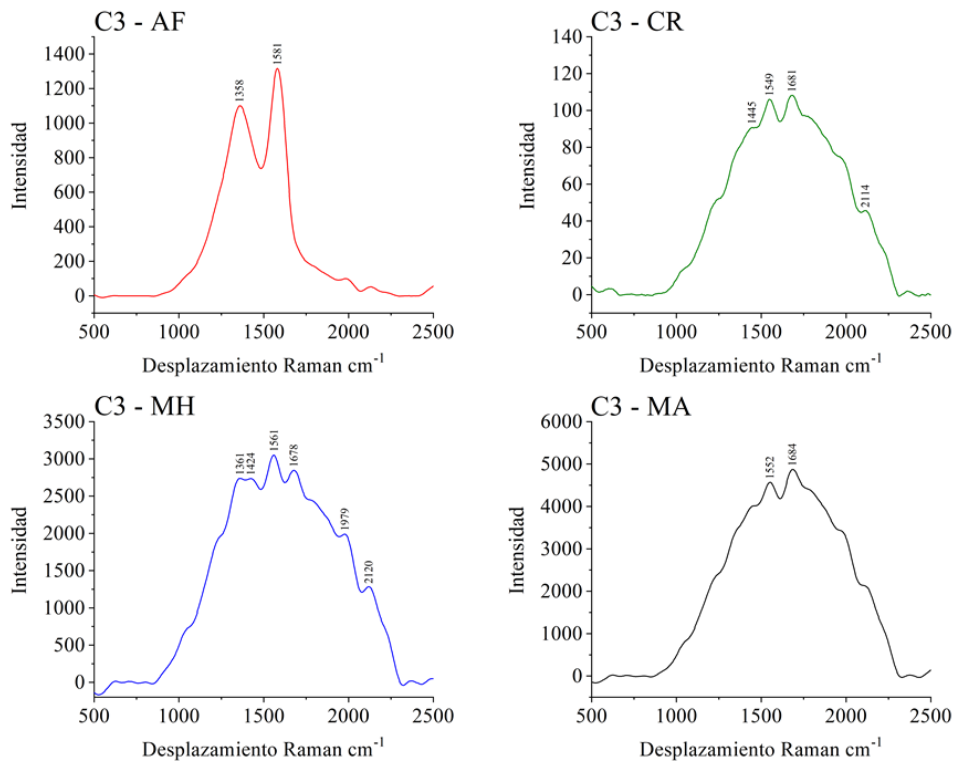 C3 - AF
Intensidad
1400
1200
1000
800
600
400
200
0
1358
1581
500 1000 1500 2000 2500
Desplazamiento Raman cm⁻¹
C3 - CR
Intensidad
140
120
100
80
60
40
20
0
1445
1549
1681
2114
500 1000 1500 2000 2500
Desplazamiento Raman cm⁻¹
C3 - MH
Intensidad
3500
3000
2500
2000
1500
1000
500
0
1361
1424
1561
1678
1979
2120
500 1000 1500 2000 2500
Desplazamiento Raman cm⁻¹
C3 - MA
Intensidad
6000
5000
4000
3000
2000
1000
0
1552
1684
500 1000 1500 2000 2500
Desplazamiento Raman cm⁻¹